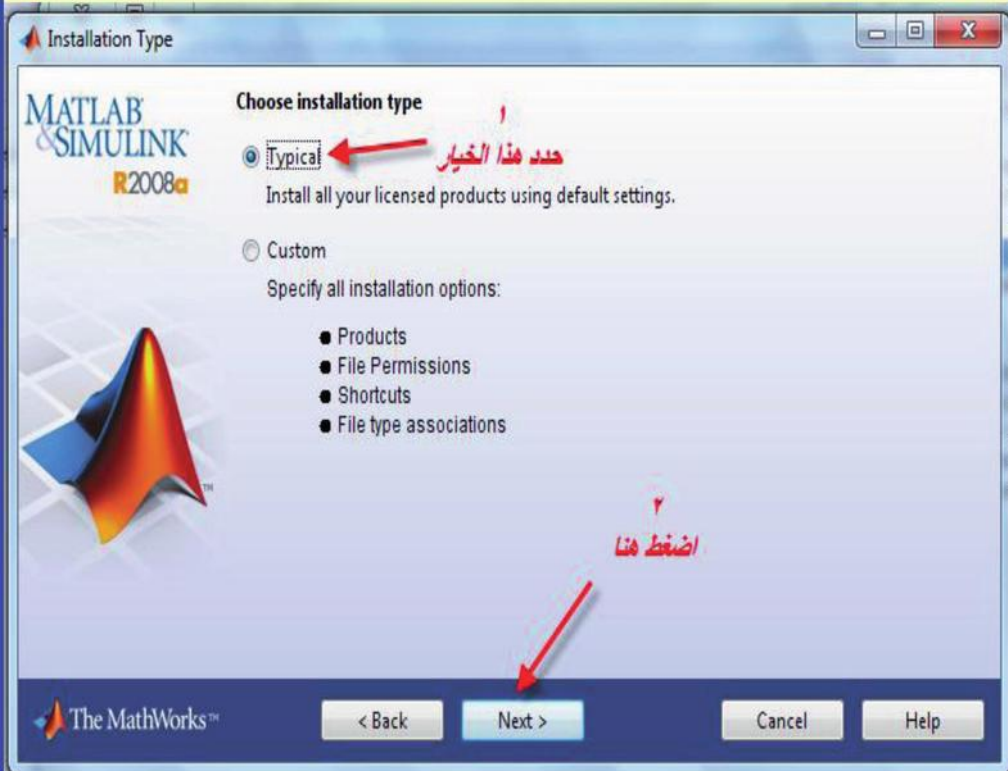 Installation Type
MATLAB
&SIMULINK
R2008a
Choose installation type
١
Typical
حدد هذا الخيار
Install all your licensed products using default settings.
Custom
Specify all installation options:
Products
File Permissions
Shortcuts
File type associations
TM
٢
اضغط هنا
The MathWorks™
< Back
Next >
Cancel
Help